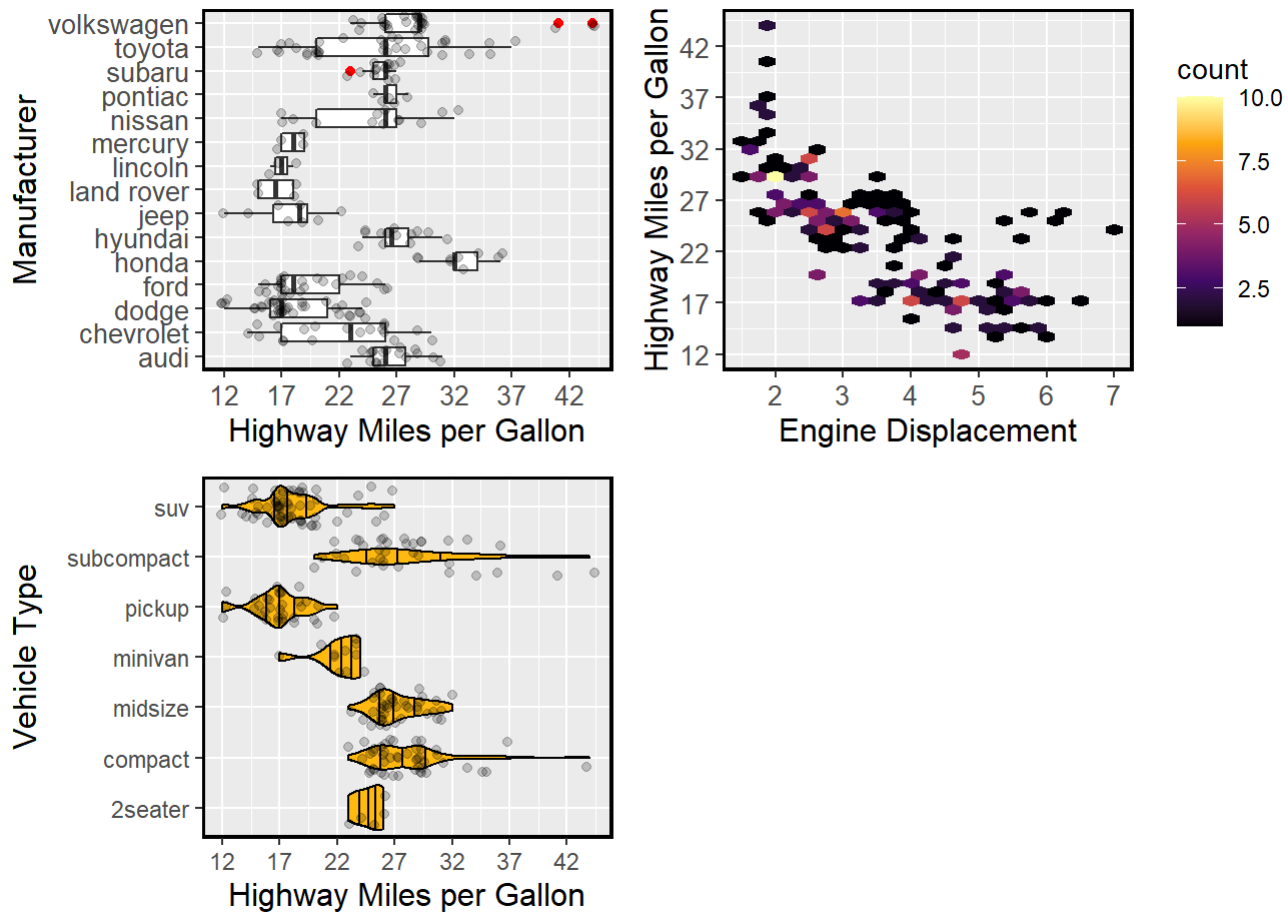 Manufacturer
volkswagen
toyota
subaru
pontiac
nissan
mercury
lincoln
land rover
jeep
hyundai
honda
ford
dodge
chevrolet
audi
12 17 22 27 32 37 42
Highway Miles per Gallon
Highway Miles per Gallon
42
37
32
27
22
17
12
2 3 4 5 6 7
Engine Displacement
count
10.0
7.5
5.0
2.5
Vehicle Type
suv
subcompact
pickup
minivan
midsize
compact
2seater
12 17 22 27 32 37 42
Highway Miles per Gallon